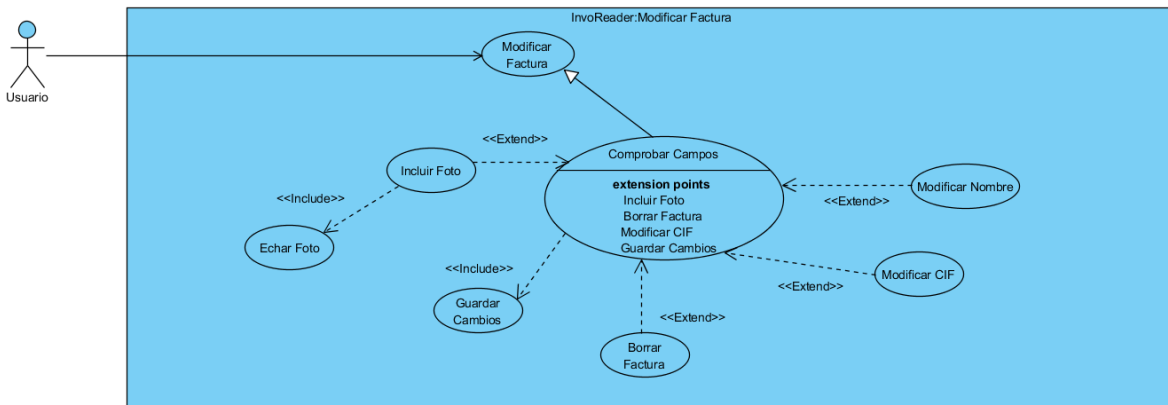 InvoReader:Modificar Factura
Usuario
Modificar
Factura
<<Extend>>
Comprobar Campos
Incluir Foto
extension points
Incluir Foto
Borrar Factura
Modificar CIF
Guardar Cambios
Modificar Nombre
<<Extend>>
<<Include>>
Echar Foto
<<Include>>
Modificar CIF
<<Extend>>
Guardar
Cambios
<<Extend>>
Borrar
Factura